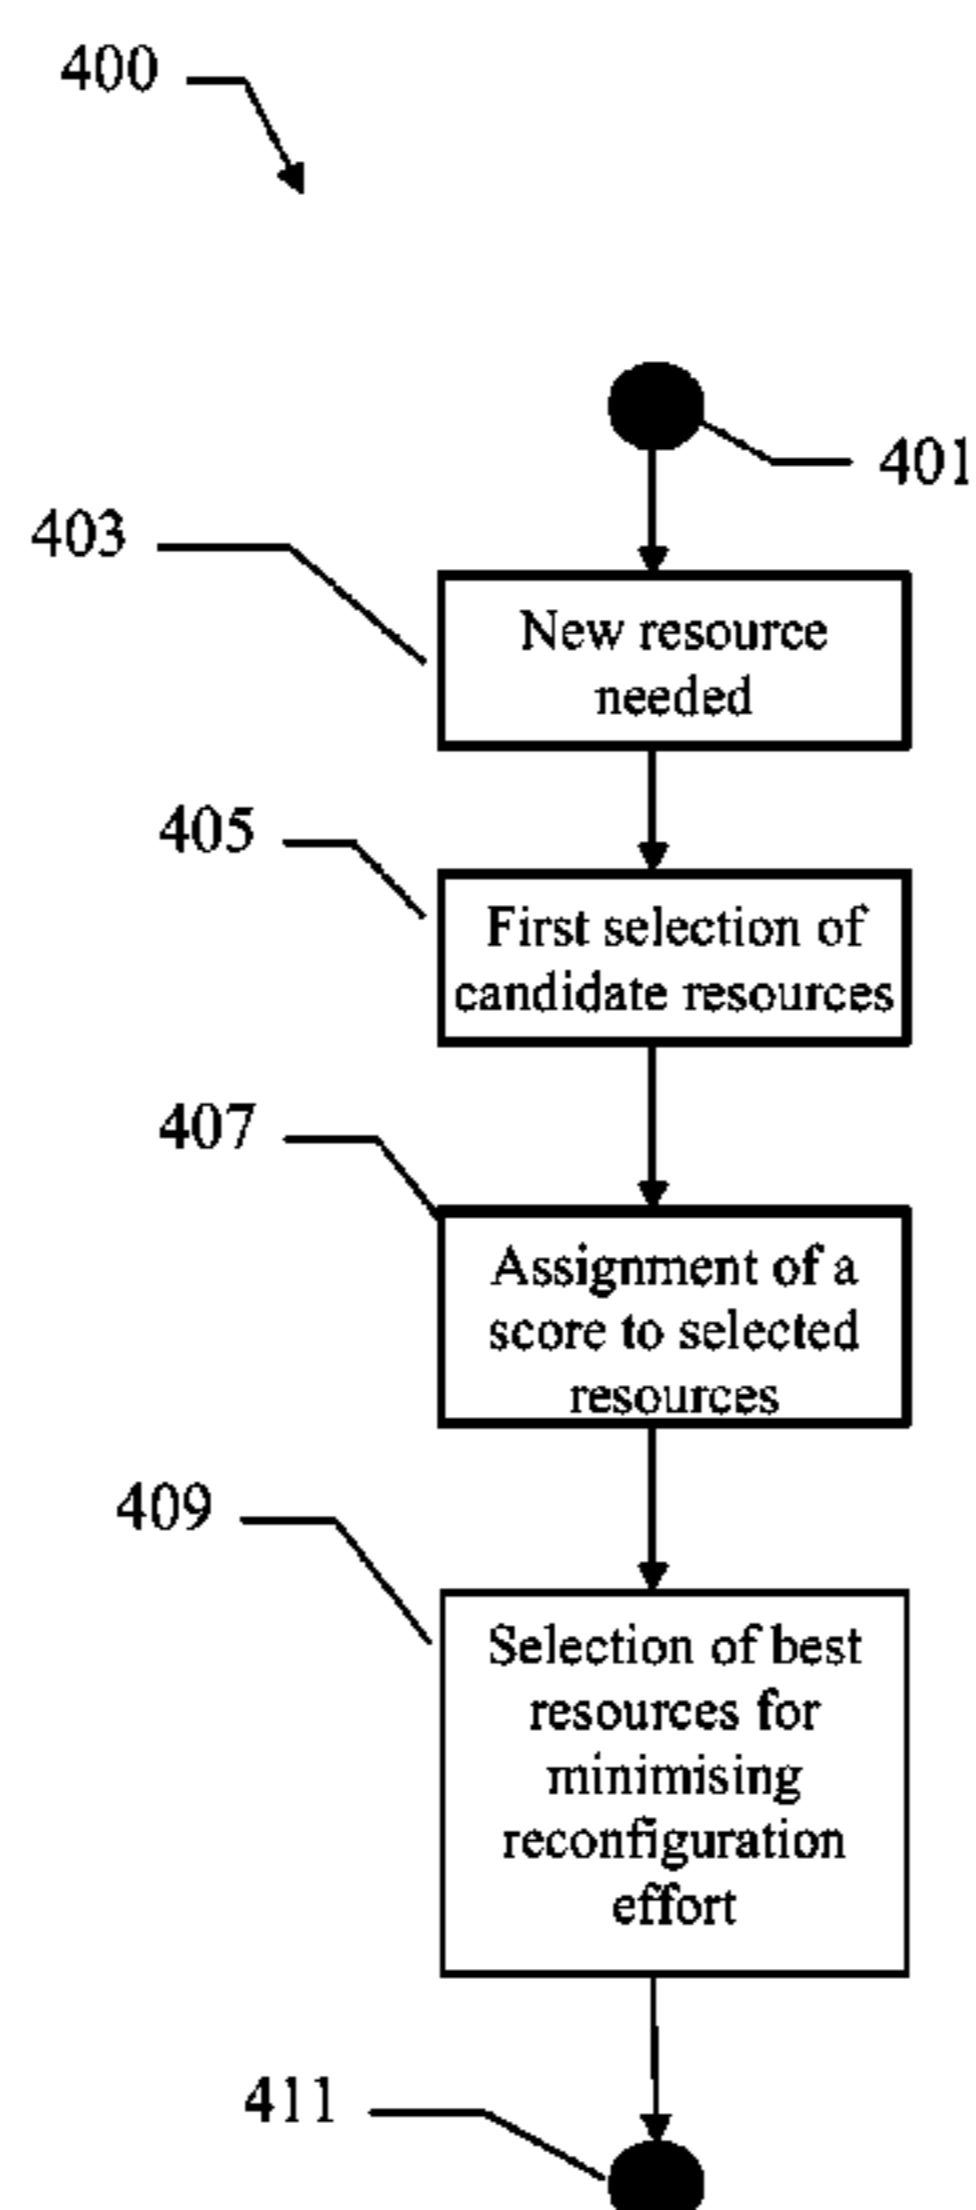 400
401
403
New resource
needed
405
First selection of
candidate resources
407
Assignment of a
score to selected
resources
409
Selection of best
resources for
minimising
reconfiguration
effort
411